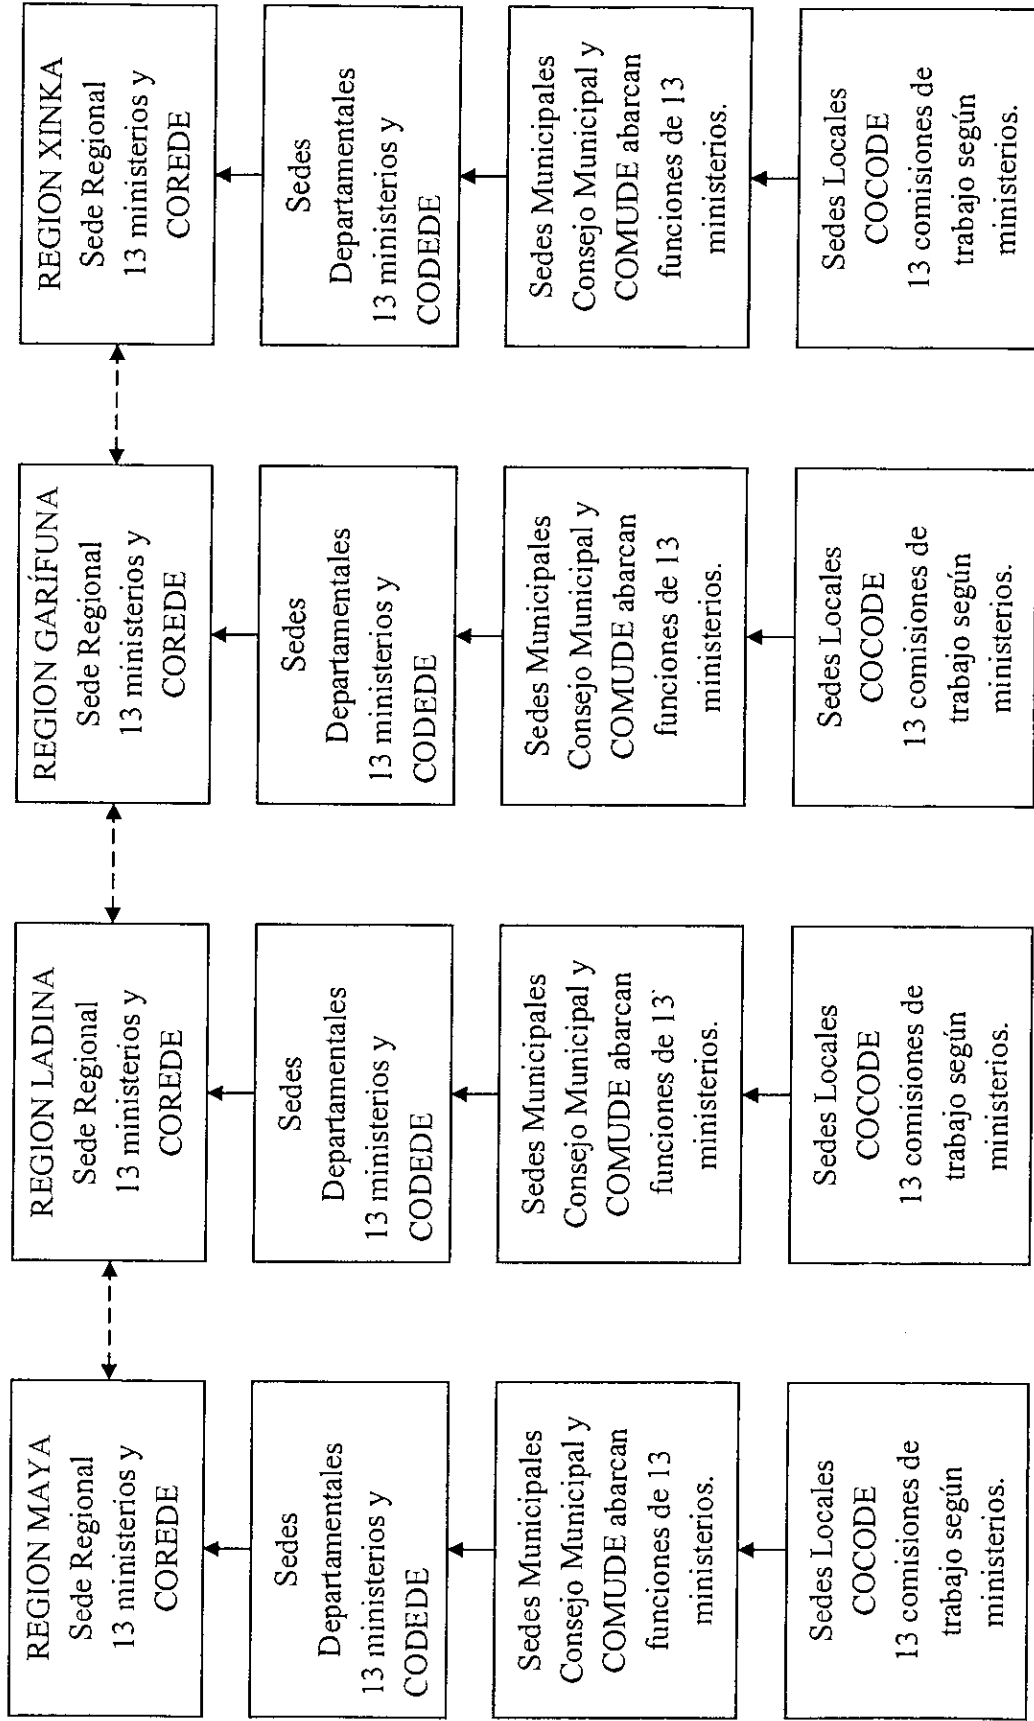 REGION MAYA
Sede Regional
13 ministerios y
COREDE
REGION LADINA
Sede Regional
13 ministerios y
COREDE
REGION GARÍFUNA
Sede Regional
13 ministerios y
COREDE
REGION XINKA
Sede Regional
13 ministerios y
COREDE
Sedes
Departamentales
13 ministerios y
CODEDE
Sedes
Departamentales
13 ministerios y
CODEDE
Sedes
Departamentales
13 ministerios y
CODEDE
Sedes
Departamentales
13 ministerios y
CODEDE
Sedes Municipales
Consejo Municipal y
COMUDE abarcan
funciones de 13
ministerios.
Sedes Municipales
Consejo Municipal y
COMUDE abarcan
funciones de 13
ministerios.
Sedes Municipales
Consejo Municipal y
COMUDE abarcan
funciones de 13
ministerios.
Sedes Municipales
Consejo Municipal y
COMUDE abarcan
funciones de 13
ministerios.
Sedes Locales
COCODE
13 comisiones de
trabajo según
ministerios.
Sedes Locales
COCODE
13 comisiones de
trabajo según
ministerios.
Sedes Locales
COCODE
13 comisiones de
trabajo según
ministerios.
Sedes Locales
COCODE
13 comisiones de
trabajo según
ministerios.